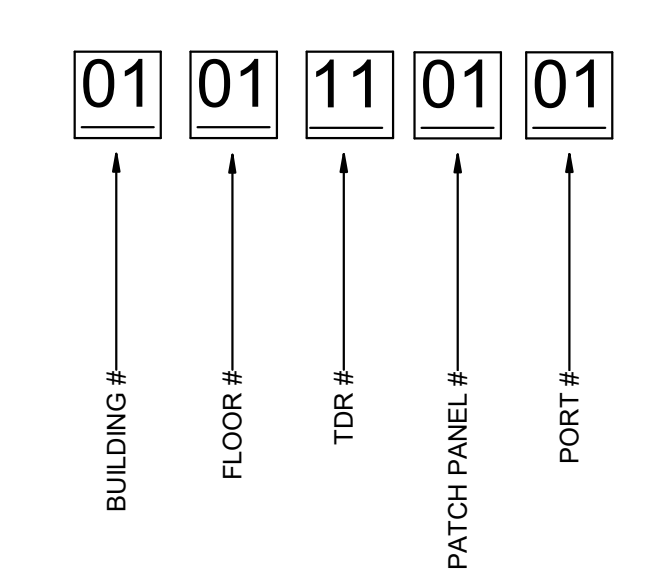 01 01 11 01 01
BUILDING #
FLOOR #
TDR #
PATCH PANEL #
PORT #